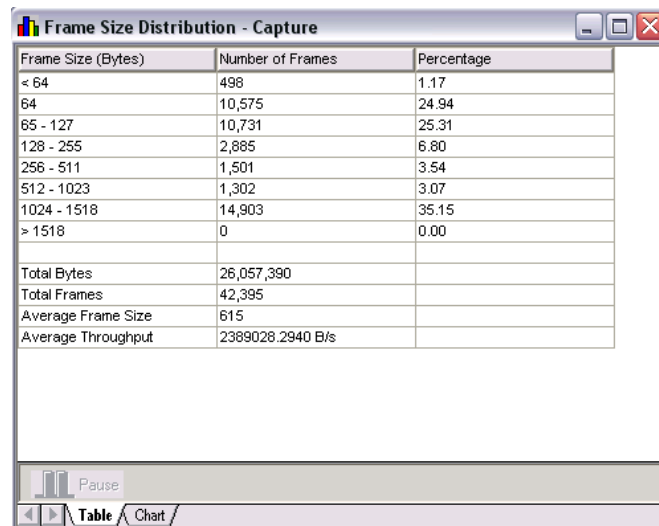 Frame Size Distribution - Capture
Frame Size (Bytes) Number of Frames Percentage
< 64 498 1.17
64 10,575 24.94
65 - 127 10,731 25.31
128 - 255 2,885 6.80
256 - 511 1,501 3.54
512 - 1023 1,302 3.07
1024 - 1518 14,903 35.15
> 1518 0 0.00
Total Bytes 26,057,390
Total Frames 42,395
Average Frame Size 615
Average Throughput 2389028.2940 B/s
Pause
Table Chart